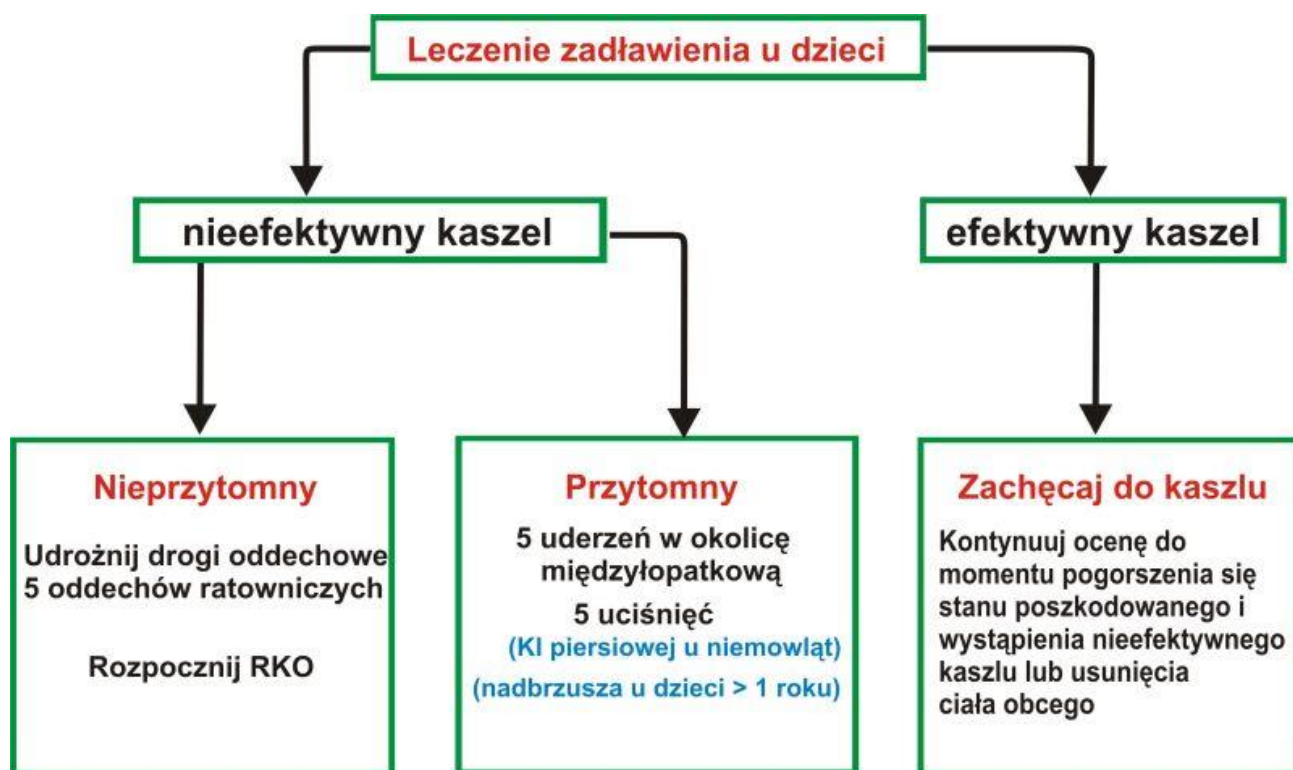 Leczenie zadławienia u dzieci
nieefektywny kaszel
efektywny kaszel
Nieprzytomny
Udrożnij drogi oddechowe
5 oddechów ratowniczych
Rozpocznij RKO
Przytomny
5 uderzeń w okolicę
międzyłopatkową
5 uciśnięć
(KI piersiowej u niemowląt)
(nadbrzusza u dzieci > 1 roku)
Zachęcaj do kaszlu
Kontynuuj ocenę do
momentu pogorszenia się
stanu poszkodowanego i
wystąpienia nieefektywnego
kaszlu lub usunięcia
ciała obcego